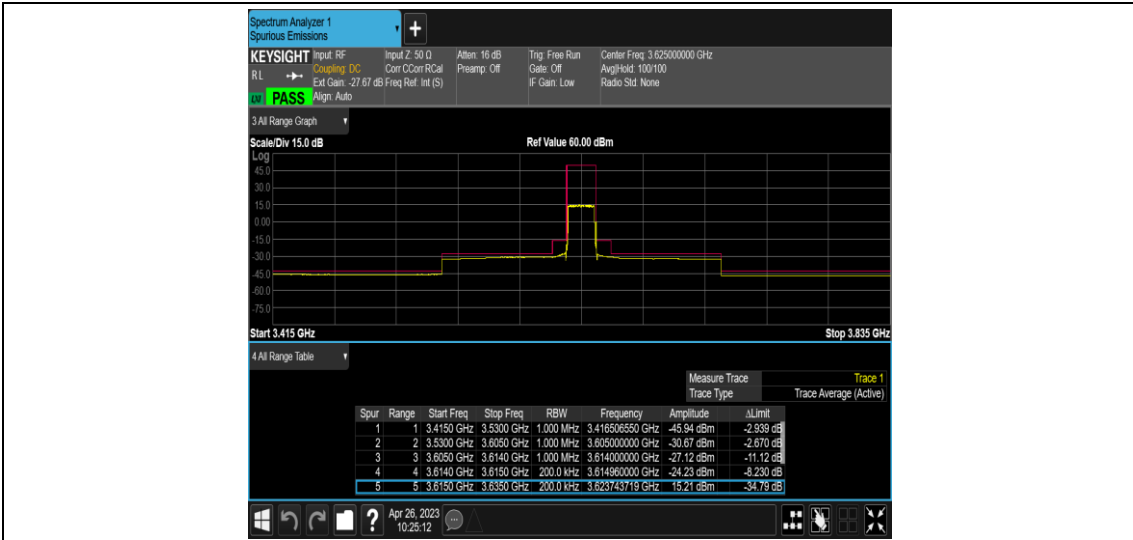 Spectrum Analyzer 1
Spurious Emissions
KEYSIGHT Input: RF Input Z: 50 Ω Atten: 16 dB Trig: Free Run Center Freq: 3.625000000 GHz
RL Coupling: DC Corr CCorr RCal Preamp: Off Gate: Off Avg|Hold: 100/100
Ext Gain: -27.67 dB Freq Ref: Int (S) IF Gain: Low Radio Std: None
PASS Align: Auto
3 All Range Graph
Scale/Div 15.0 dB Ref Value 60.00 dBm
Log
45.0
30.0
15.0
0.00
-15.0
-30.0
-45.0
-60.0
-75.0
Start 3.415 GHz Stop 3.835 GHz
4 All Range Table
Measure Trace Trace 1
Trace Type Trace Average (Active)
Spur Range Start Freq Stop Freq RBW Frequency Amplitude ΔLimit
1 1 3.4150 GHz 3.5300 GHz 1.000 MHz 3.416506550 GHz -45.94 dBm -2.939 dB
2 2 3.5300 GHz 3.6050 GHz 1.000 MHz 3.605000000 GHz -30.67 dBm -2.670 dB
3 3 3.6050 GHz 3.6140 GHz 1.000 MHz 3.614000000 GHz -27.12 dBm -11.12 dB
4 4 3.6140 GHz 3.6150 GHz 200.0 kHz 3.614960000 GHz -24.23 dBm -8.230 dB
5 5 3.6150 GHz 3.6350 GHz 200.0 kHz 3.623743719 GHz 15.21 dBm -34.79 dB
? Apr 26, 2023
10:25:12